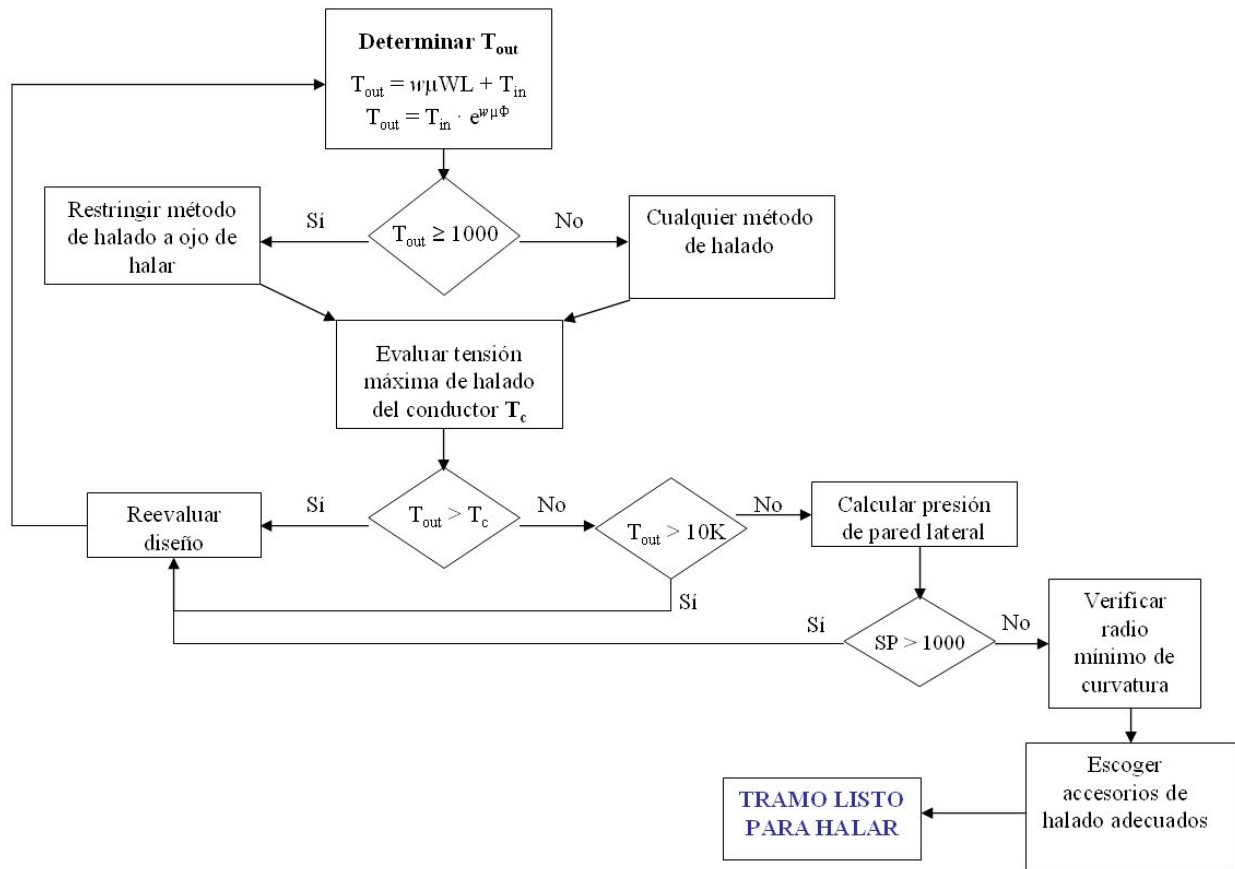 Determinar T_out
T_out = wµWL + T_in
T_out = T_in · e^wµΦ
Restringir método
de halado a ojo de
halar
Sí
T_out ≥ 1000
No
Cualquier método
de halado
Evaluar tensión
máxima de halado
del conductor T_c
Reevaluar
diseño
Sí
T_out > T_c
No
T_out > 10K
No
Calcular presión
de pared lateral
Sí
Sí
SP > 1000
No
Verificar
radio
mínimo de
curvatura
Escoger
accesorios de
halado adecuados
TRAMO LISTO
PARA HALAR